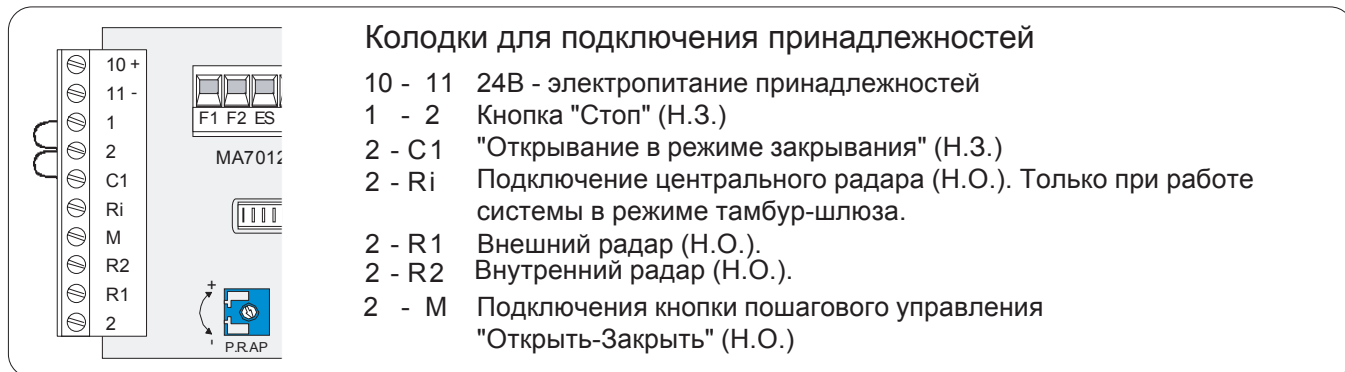 10 +
11 -
1
2
C1
Ri
M
R2
R1
2
F1 F2 ES
MA7012
+
-
P.R.AP
Колодки для подключения принадлежностей
10 - 11 24В - электропитание принадлежностей
1 - 2 Кнопка "Стоп" (Н.З.)
2 - C1 "Открывание в режиме закрывания" (Н.З.)
2 - Ri Подключение центрального радара (Н.О.). Только при работе
системы в режиме тамбур-шлюза.
2 - R1 Внешний радар (Н.О.).
2 - R2 Внутренний радар (Н.О.).
2 - M Подключения кнопки пошагового управления
"Открыть-Закрыть" (Н.О.)